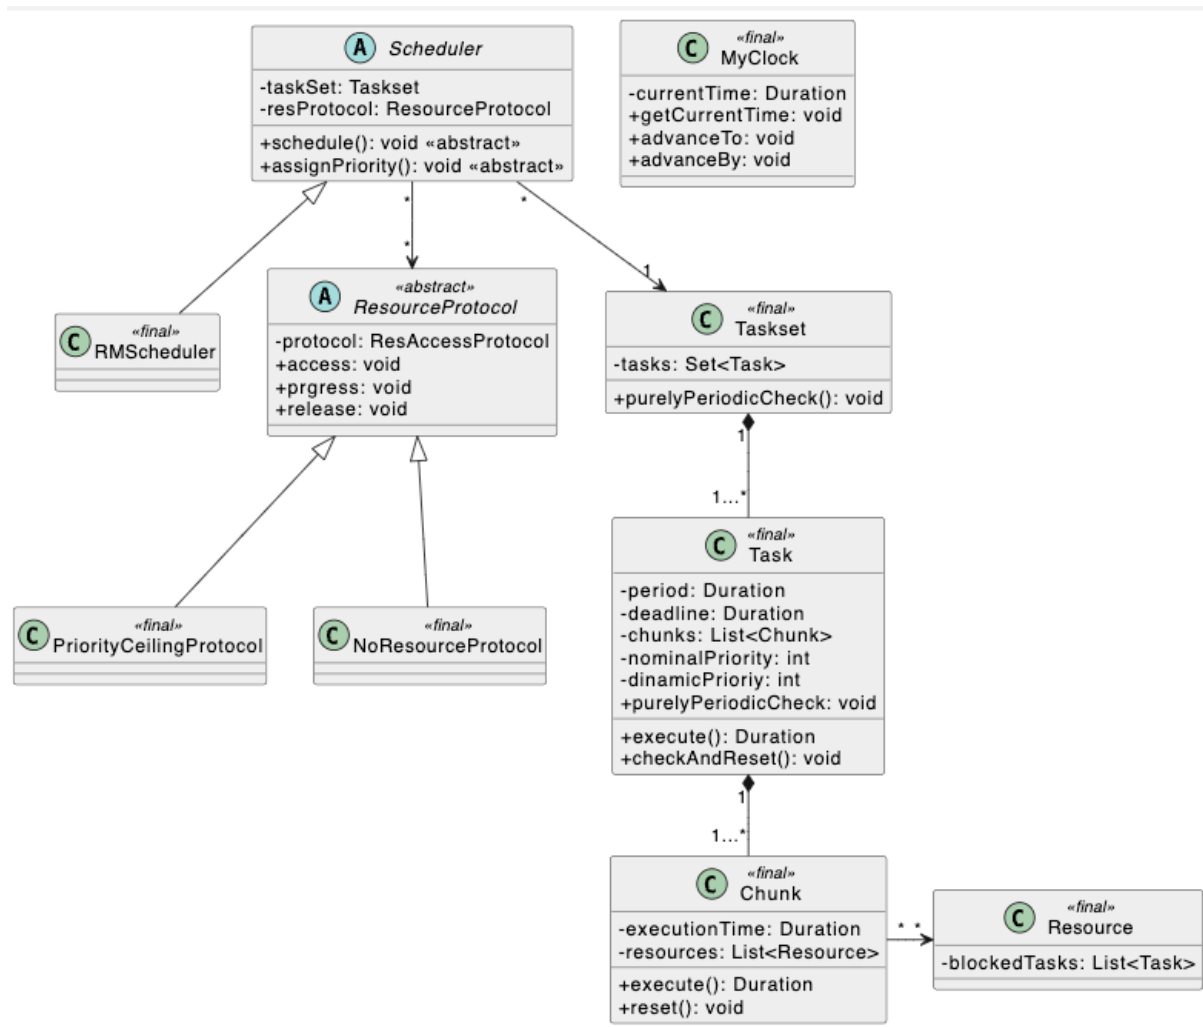 A Scheduler
-taskSet: Taskset
-resProtocol: ResourceProtocol
+schedule(): void «abstract»
+assignPriority(): void «abstract»
«final»
C MyClock
-currentTime: Duration
+getCurrentTime: void
+advanceTo: void
+advanceBy: void
*
*
*
1
«final»
C RMScheduler
«abstract»
A ResourceProtocol
-protocol: ResAccessProtocol
+access: void
+prgress: void
+release: void
«final»
C Taskset
-tasks: Set<Task>
+purelyPeriodicCheck(): void
1
1...*
«final»
C PriorityCeilingProtocol
«final»
C NoResourceProtocol
«final»
C Task
-period: Duration
-deadline: Duration
-chunks: List<Chunk>
-nominalPriority: int
-dinamicPrioriy: int
+purelyPeriodicCheck: void
+execute(): Duration
+checkAndReset(): void
1
1...*
«final»
C Chunk
-executionTime: Duration
-resources: List<Resource>
+execute(): Duration
+reset(): void
* *
«final»
C Resource
-blockedTasks: List<Task>